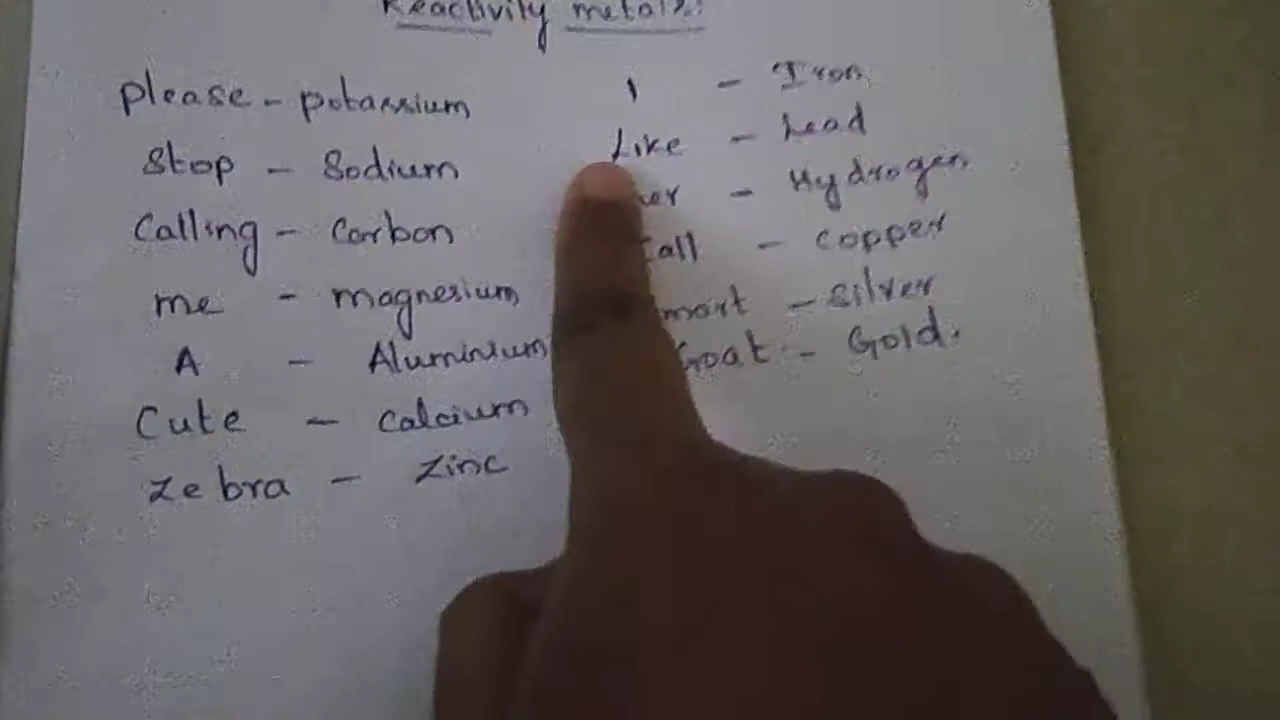 Reactivity metals:
please - potassium
Stop - Sodium
Calling - Carbon
me - magnesium
A - Aluminium
Cute - Calcium
Zebra - Zinc
I - Iron
Like - Lead
- Hydrogen
Call - Copper
- Silver
Goat - Gold.